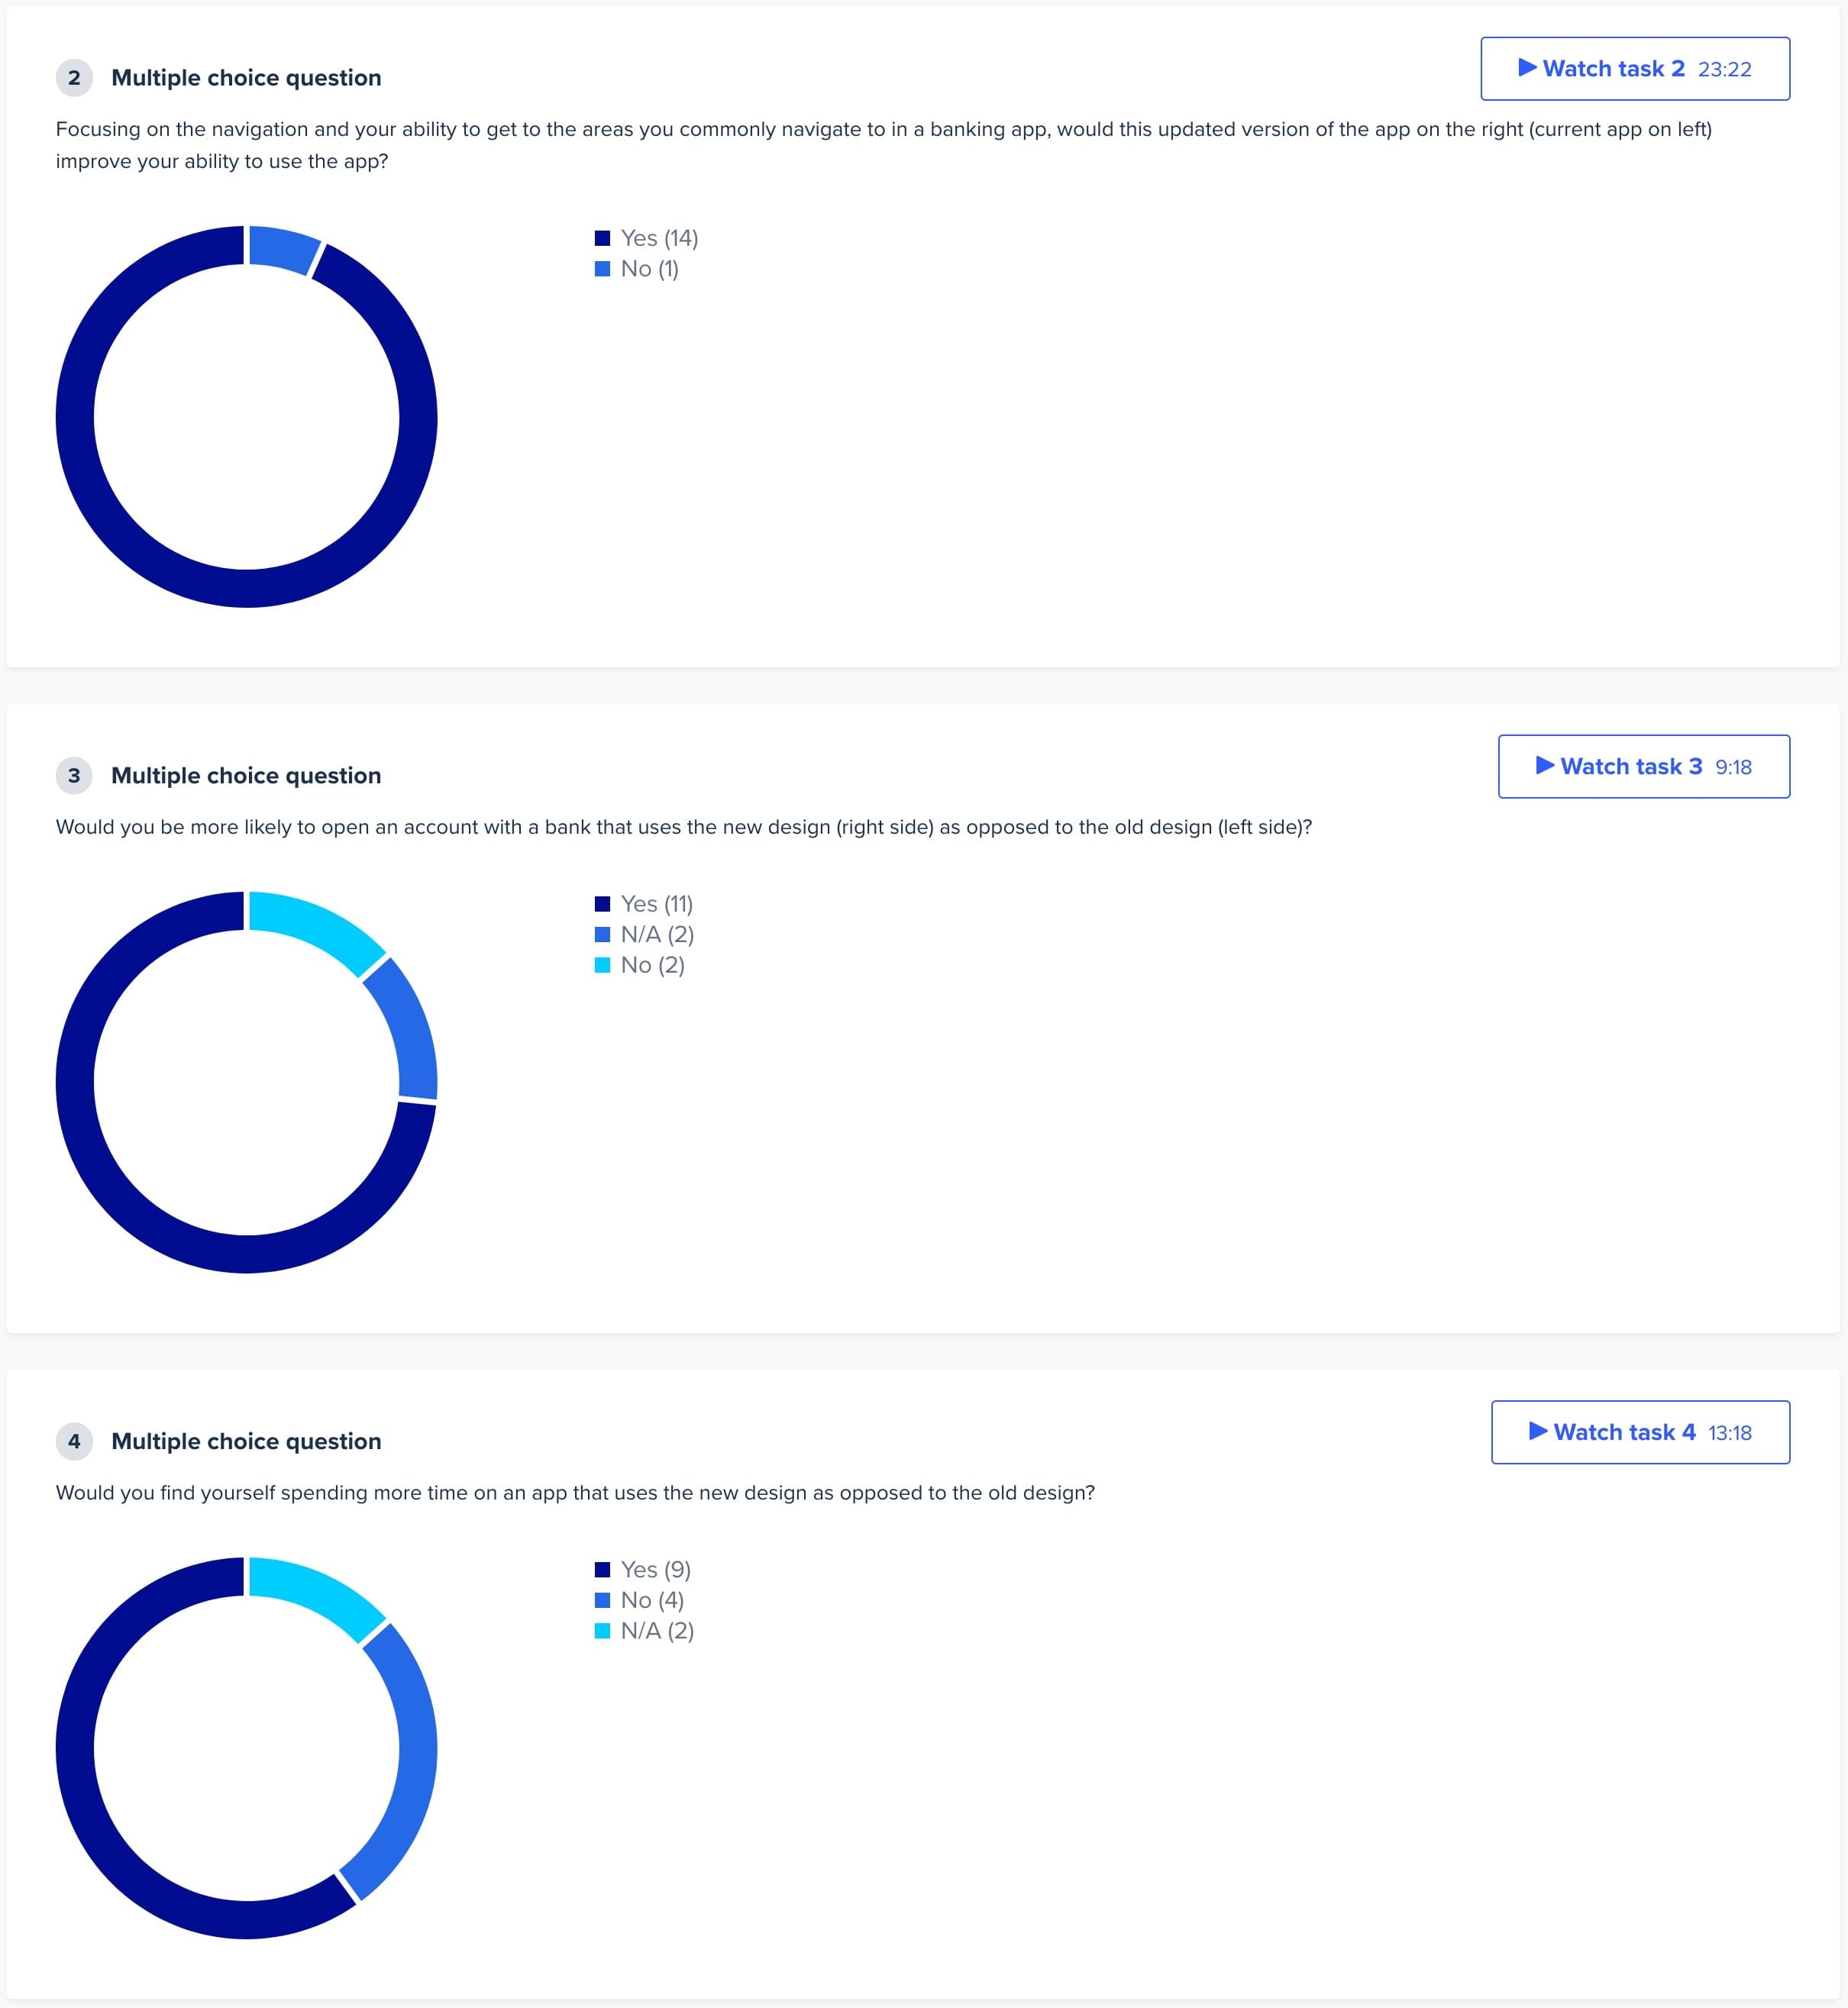 2 Multiple choice question
Watch task 2 23:22
Focusing on the navigation and your ability to get to the areas you commonly navigate to in a banking app, would this updated version of the app on the right (current app on left)
improve your ability to use the app?
Yes (14)
No (1)
3 Multiple choice question
Watch task 3 9:18
Would you be more likely to open an account with a bank that uses the new design (right side) as opposed to the old design (left side)?
Yes (11)
N/A (2)
No (2)
4 Multiple choice question
Watch task 4 13:18
Would you find yourself spending more time on an app that uses the new design as opposed to the old design?
Yes (9)
No (4)
N/A (2)